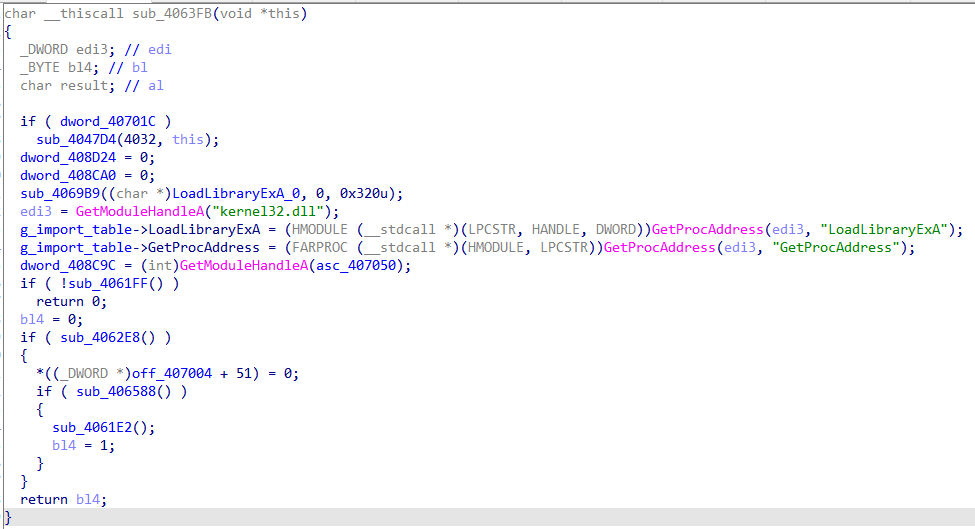 char __thiscall sub_4063FB(void *this)
{
  _DWORD edi3; // edi
  _BYTE bl4; // bl
  char result; // al

  if ( dword_40701C )
    sub_4047D4(4032, this);
  dword_408D24 = 0;
  dword_408CA0 = 0;
  sub_4069B9((char *)LoadLibraryExA_0, 0, 0x320u);
  edi3 = GetModuleHandleA("kernel32.dll");
  g_import_table->LoadLibraryExA = (HMODULE (__stdcall *)(LPCSTR, HANDLE, DWORD))GetProcAddress(edi3, "LoadLibraryExA");
  g_import_table->GetProcAddress = (FARPROC (__stdcall *)(HMODULE, LPCSTR))GetProcAddress(edi3, "GetProcAddress");
  dword_408C9C = (int)GetModuleHandleA(asc_407050);
  if ( !sub_4061FF() )
    return 0;
  bl4 = 0;
  if ( sub_4062E8() )
  {
    *((_DWORD *)off_407004 + 51) = 0;
    if ( sub_406588() )
    {
      sub_4061E2();
      bl4 = 1;
    }
  }
  return bl4;
}